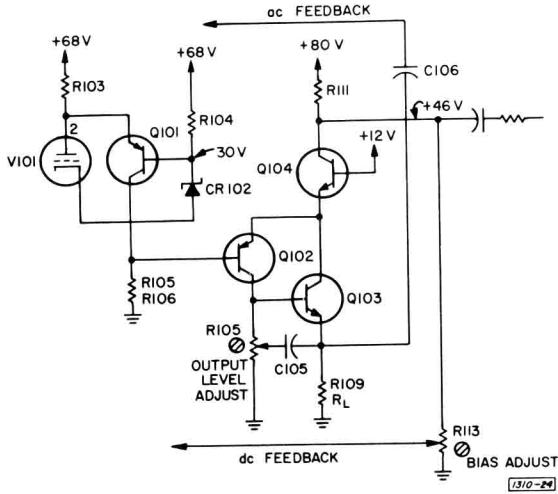 ac FEEDBACK
+68V
+68V
+80V
C106
R103
R104
R111
+46V
2
Q101
V101
30V
+12V
Q104
CR102
Q102
Q103
R105
R106
R105
OUTPUT
LEVEL
ADJUST
C105
R109
RL
R113
BIAS ADJUST
dc FEEDBACK
1310-24